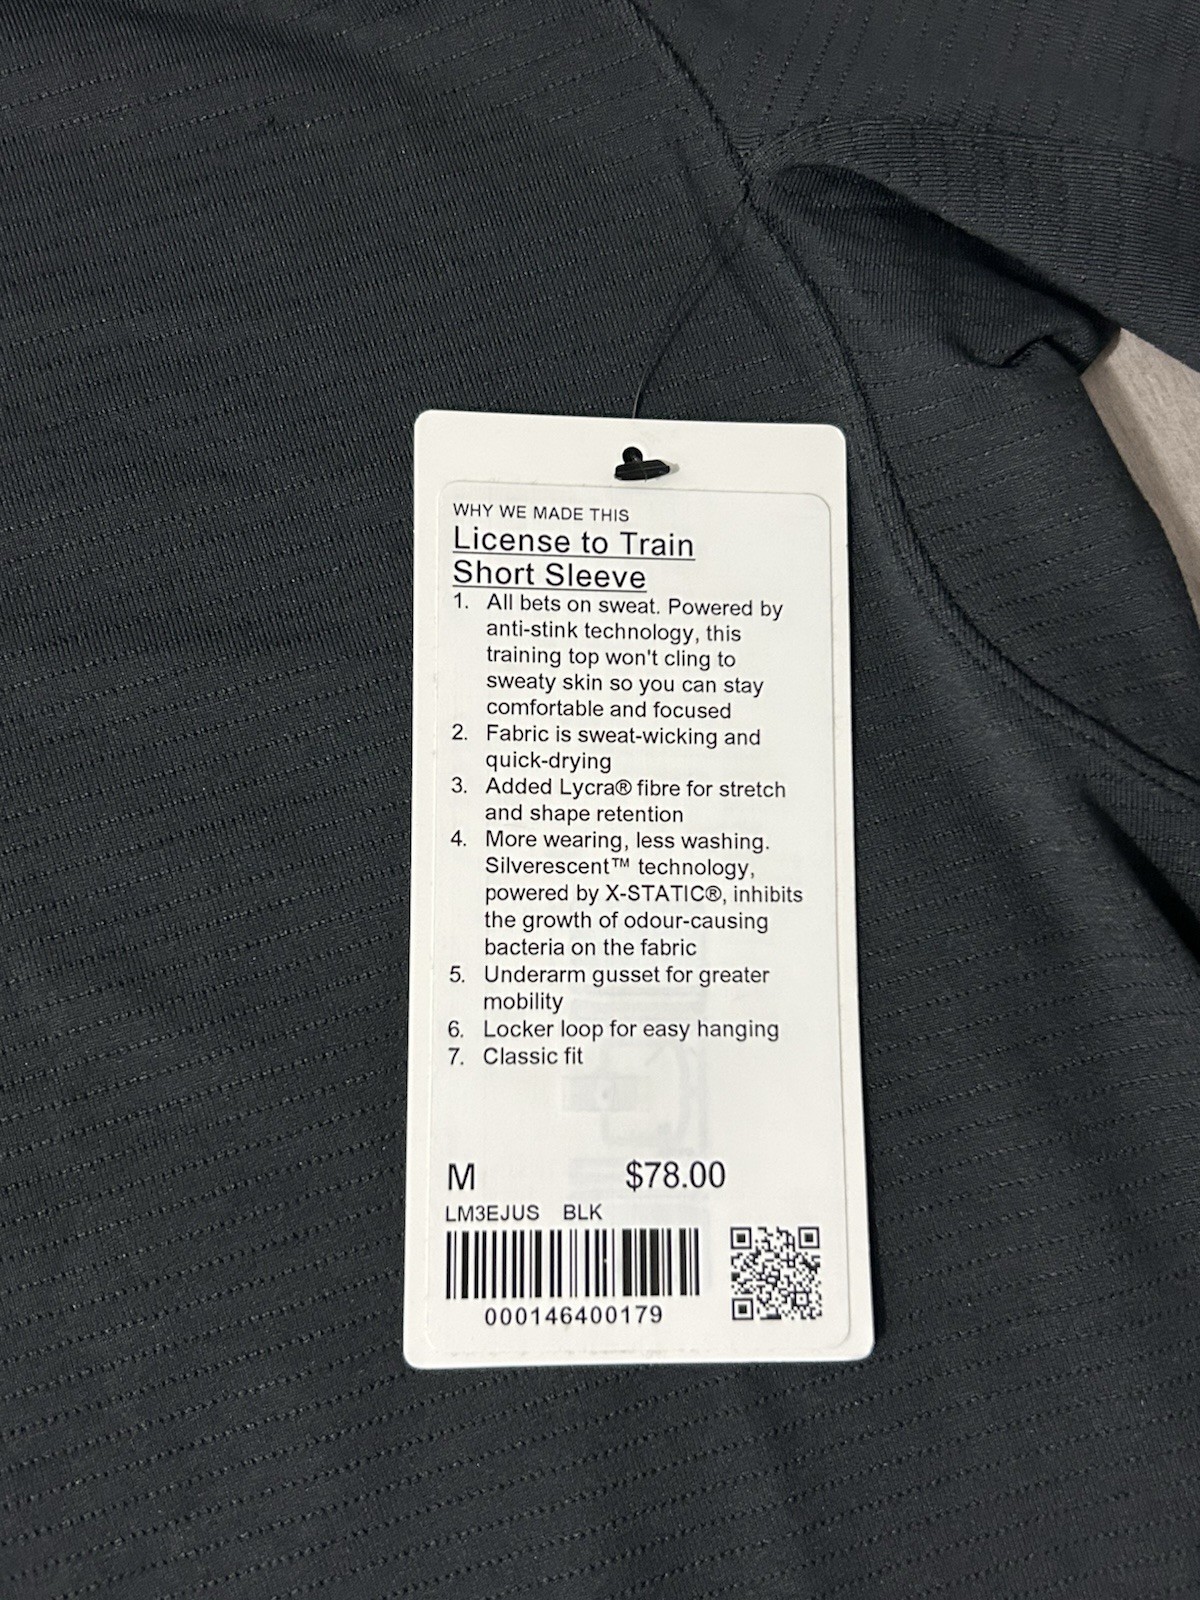 WHY WE MADE THIS
License to Train
Short Sleeve
1. All bets on sweat. Powered by
anti-stink technology, this
training top won't cling to
sweaty skin so you can stay
comfortable and focused
2. Fabric is sweat-wicking and
quick-drying
3. Added Lycra® fibre for stretch
and shape retention
4. More wearing, less washing.
Silverescent™ technology,
powered by X-STATIC®, inhibits
the growth of odour-causing
bacteria on the fabric
5. Underarm gusset for greater
mobility
6. Locker loop for easy hanging
7. Classic fit
M $78.00
LM3EJUS BLK
000146400179